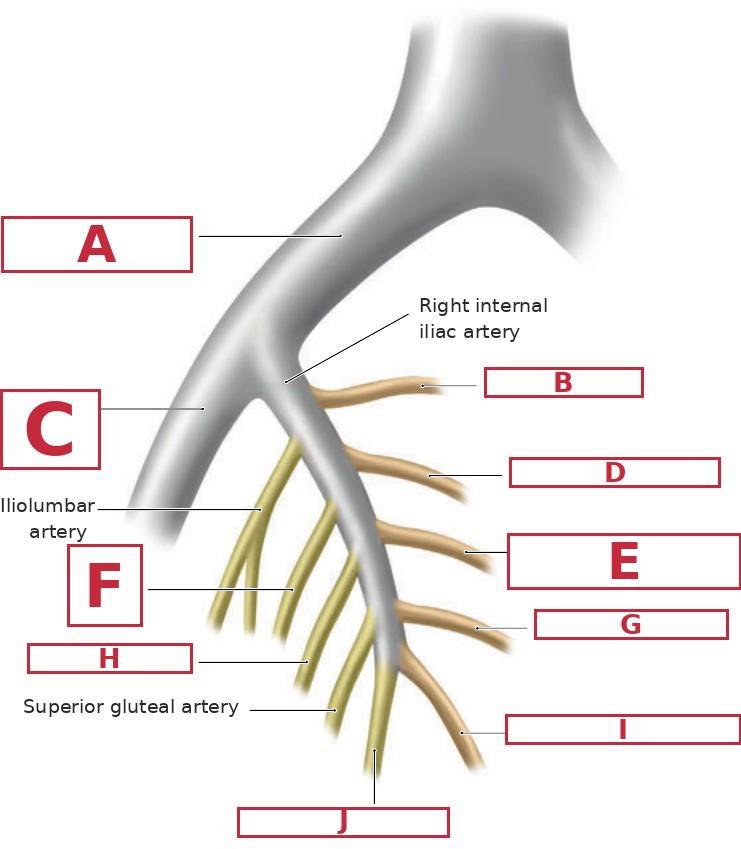 A
Right internal
iliac artery
B
C
D
Iliolumbar
artery
E
F
G
H
Superior gluteal artery
I
J